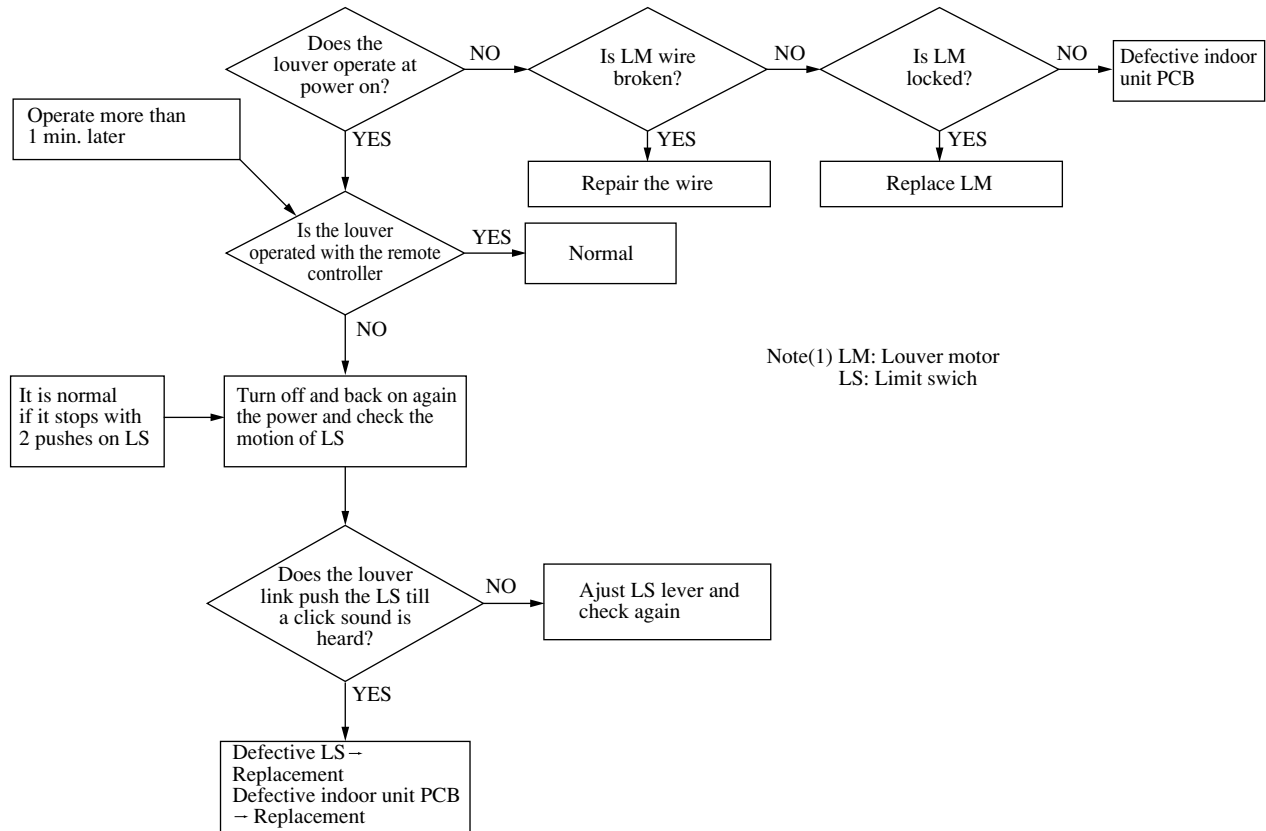 Does the
louver operate at
power on?
NO
Is LM wire
broken?
NO
Is LM
locked?
NO
Defective indoor
unit PCB
Operate more than
1 min. later
YES
YES
YES
Repair the wire
Replace LM
Is the louver
operated with the remote
controller
YES
Normal
NO
Note(1) LM: Louver motor
LS: Limit swich
It is normal
if it stops with
2 pushes on LS
Turn off and back on again
the power and check the
motion of LS
Does the louver
link push the LS till
a click sound is
heard?
NO
Ajust LS lever and
check again
YES
Defective LS→
Replacement
Defective indoor unit PCB
→ Replacement